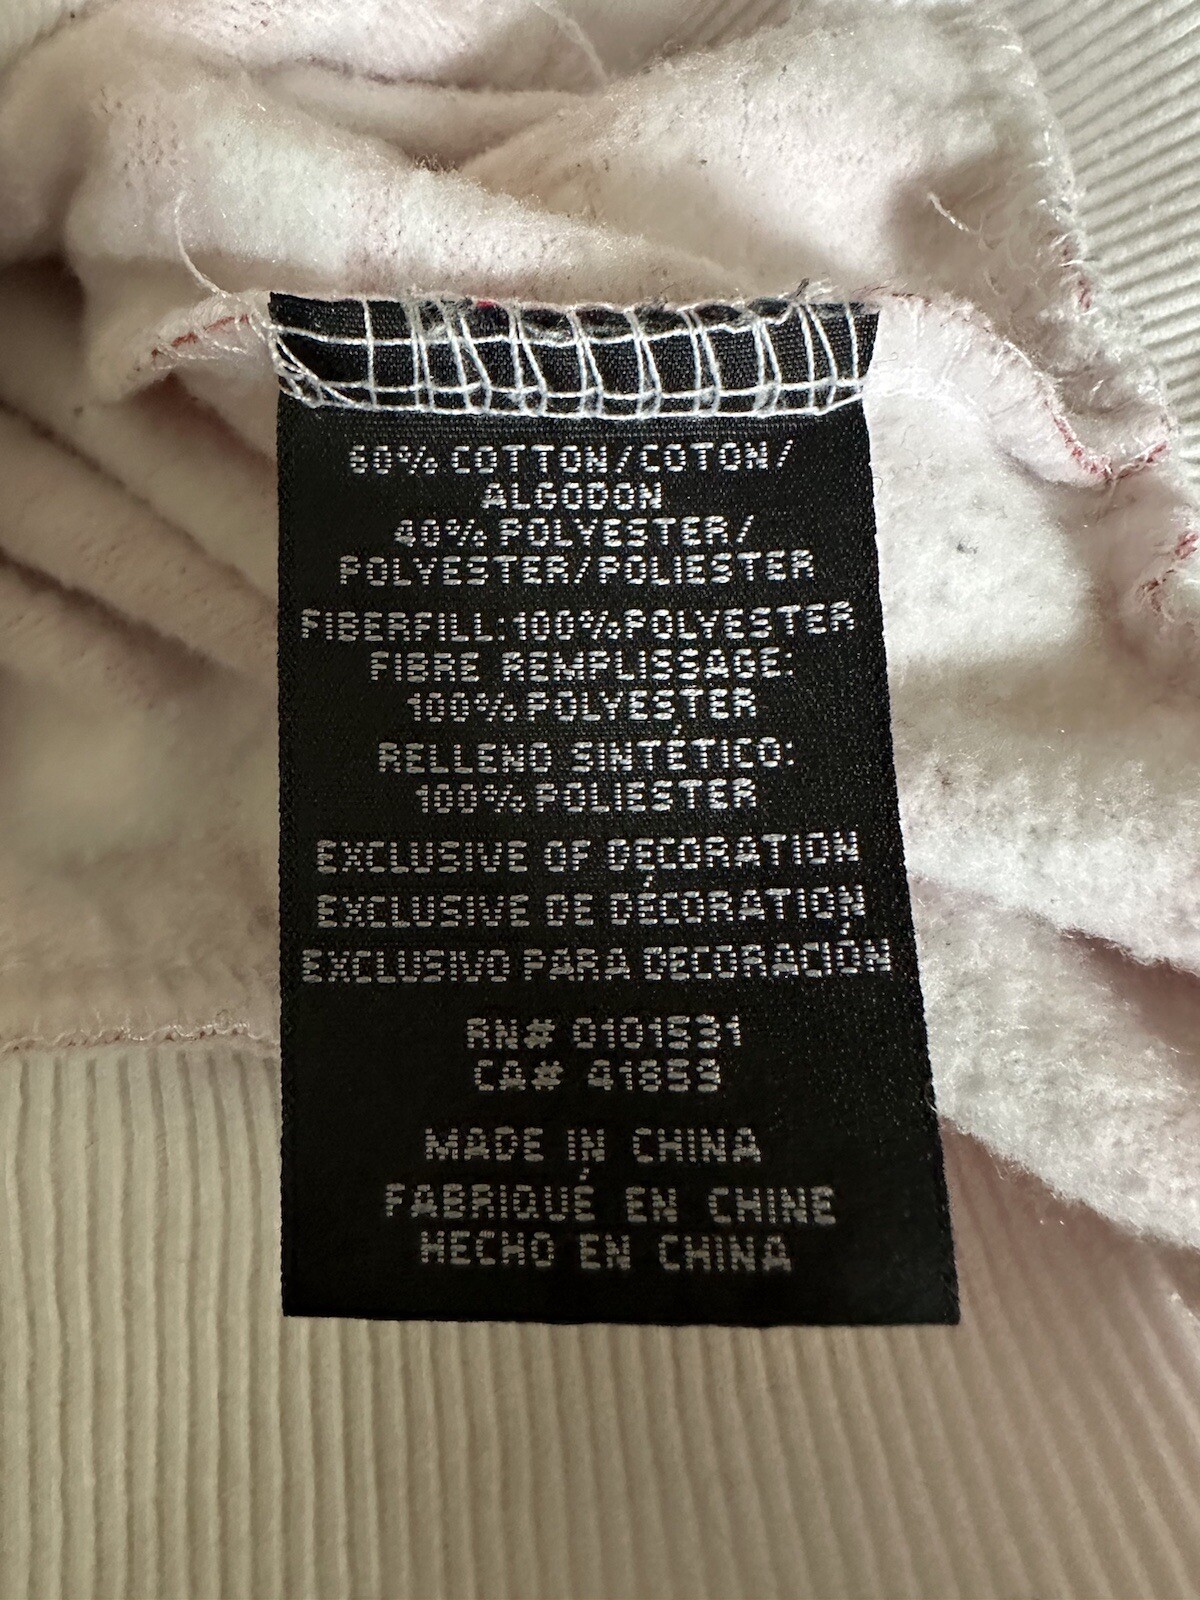 60% COTTON/COTON/
ALGODON
40% POLYESTER/
POLYESTER/POLIESTER
FIBERFILL:100%POLYESTER
FIBRE REMPLISSAGE:
100%POLYESTER
RELLENO SINTÉTICO:
100%POLIESTER
EXCLUSIVE OF DECORATION
EXCLUSIVE DE DÉCORATION
EXCLUSIVO PARA DECORACIÓN
RN# 0101531
CA#
MADE IN CHINA
FABRIQUÉ EN CHINE
HECHO EN CHINA